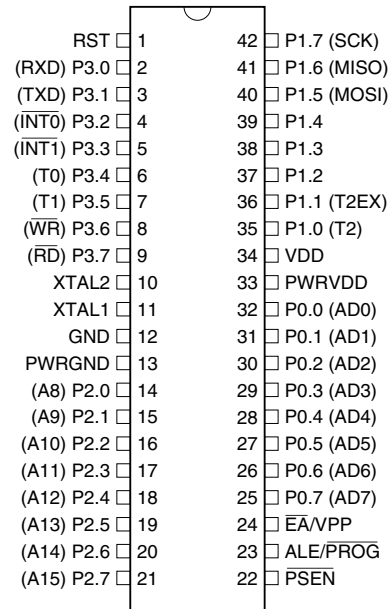 RST 1 42 P1.7 (SCK)
(RXD) P3.0 2 41 P1.6 (MISO)
(TXD) P3.1 3 40 P1.5 (MOSI)
(I̅N̅T̅0̅) P3.2 4 39 P1.4
(I̅N̅T̅1̅) P3.3 5 38 P1.3
(T0) P3.4 6 37 P1.2
(T1) P3.5 7 36 P1.1 (T2EX)
(W̅R̅) P3.6 8 35 P1.0 (T2)
(R̅D̅) P3.7 9 34 VDD
XTAL2 10 33 PWRVDD
XTAL1 11 32 P0.0 (AD0)
GND 12 31 P0.1 (AD1)
PWRGND 13 30 P0.2 (AD2)
(A8) P2.0 14 29 P0.3 (AD3)
(A9) P2.1 15 28 P0.4 (AD4)
(A10) P2.2 16 27 P0.5 (AD5)
(A11) P2.3 17 26 P0.6 (AD6)
(A12) P2.4 18 25 P0.7 (AD7)
(A13) P2.5 19 24 E̅A̅/VPP
(A14) P2.6 20 23 ALE/P̅R̅O̅G̅
(A15) P2.7 21 22 P̅S̅E̅N̅